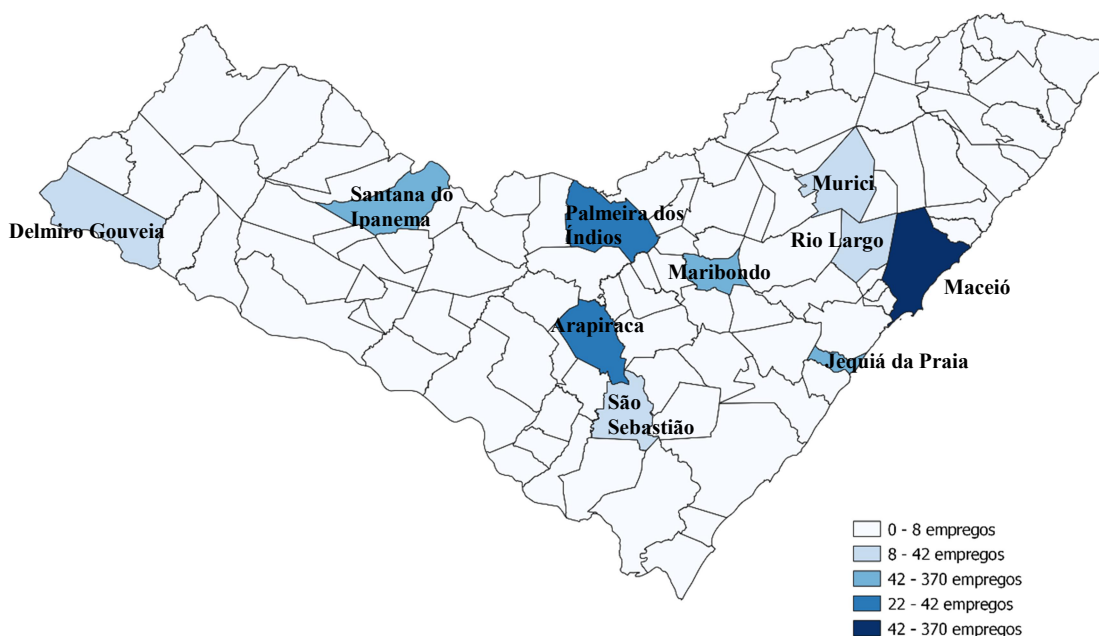 Murici
Santana do
Ipanema
Palmeira dos
Índios
Delmiro Gouveia
Rio Largo
Maribondo
Maceió
Arapiraca
Jequiá da Praia
São
Sebastião
0 - 8 empregos
8 - 42 empregos
42 - 370 empregos
22 - 42 empregos
42 - 370 empregos